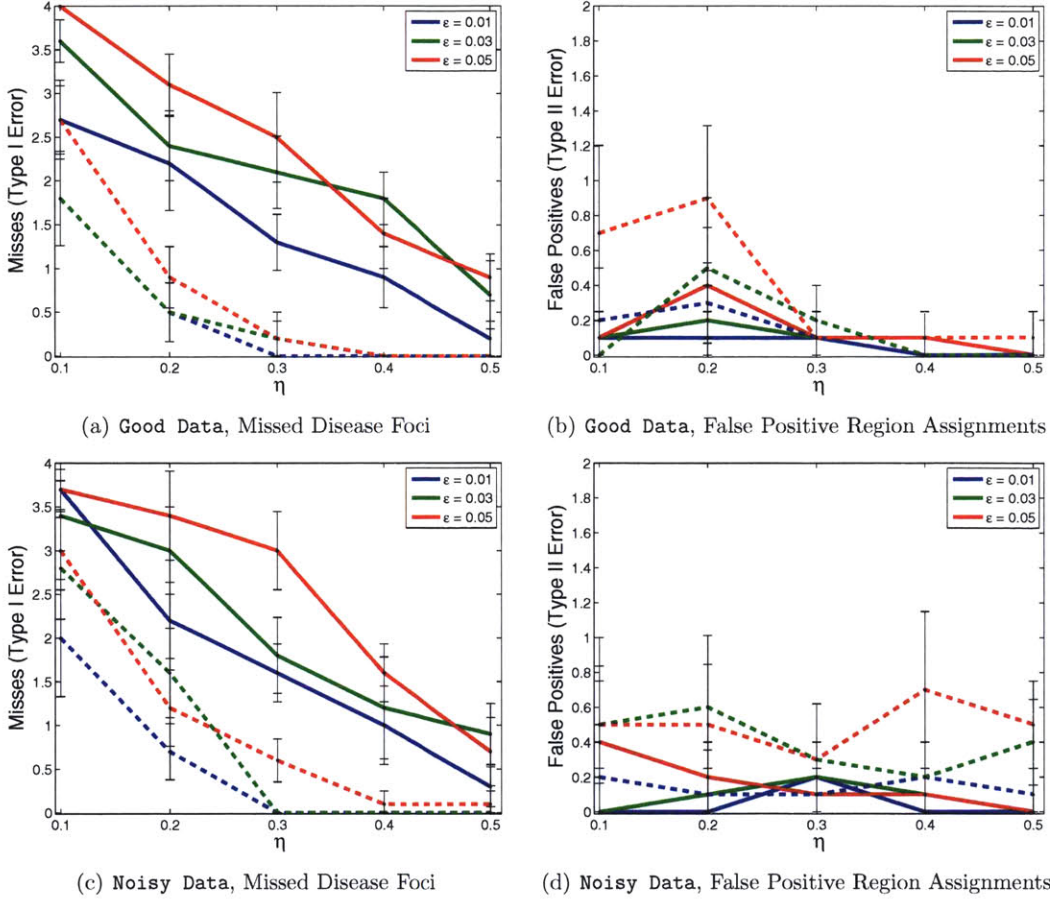 Misses (Type I Error)
4
3.5
3
2.5
2
1.5
1
0.5
0
0.1
0.2
0.3
0.4
0.5
η
ε = 0.01
ε = 0.03
ε = 0.05
(a) Good Data, Missed Disease Foci
False Positives (Type II Error)
2
1.8
1.6
1.4
1.2
1
0.8
0.6
0.4
0.2
0
0.1
0.2
0.3
0.4
0.5
η
ε = 0.01
ε = 0.03
ε = 0.05
(b) Good Data, False Positive Region Assignments
Misses (Type I Error)
4
3.5
3
2.5
2
1.5
1
0.5
0
0.1
0.2
0.3
0.4
0.5
η
ε = 0.01
ε = 0.03
ε = 0.05
(c) Noisy Data, Missed Disease Foci
False Positives (Type II Error)
2
1.8
1.6
1.4
1.2
1
0.8
0.6
0.4
0.2
0
0.1
0.2
0.3
0.4
0.5
η
ε = 0.01
ε = 0.03
ε = 0.05
(d) Noisy Data, False Positive Region Assignments